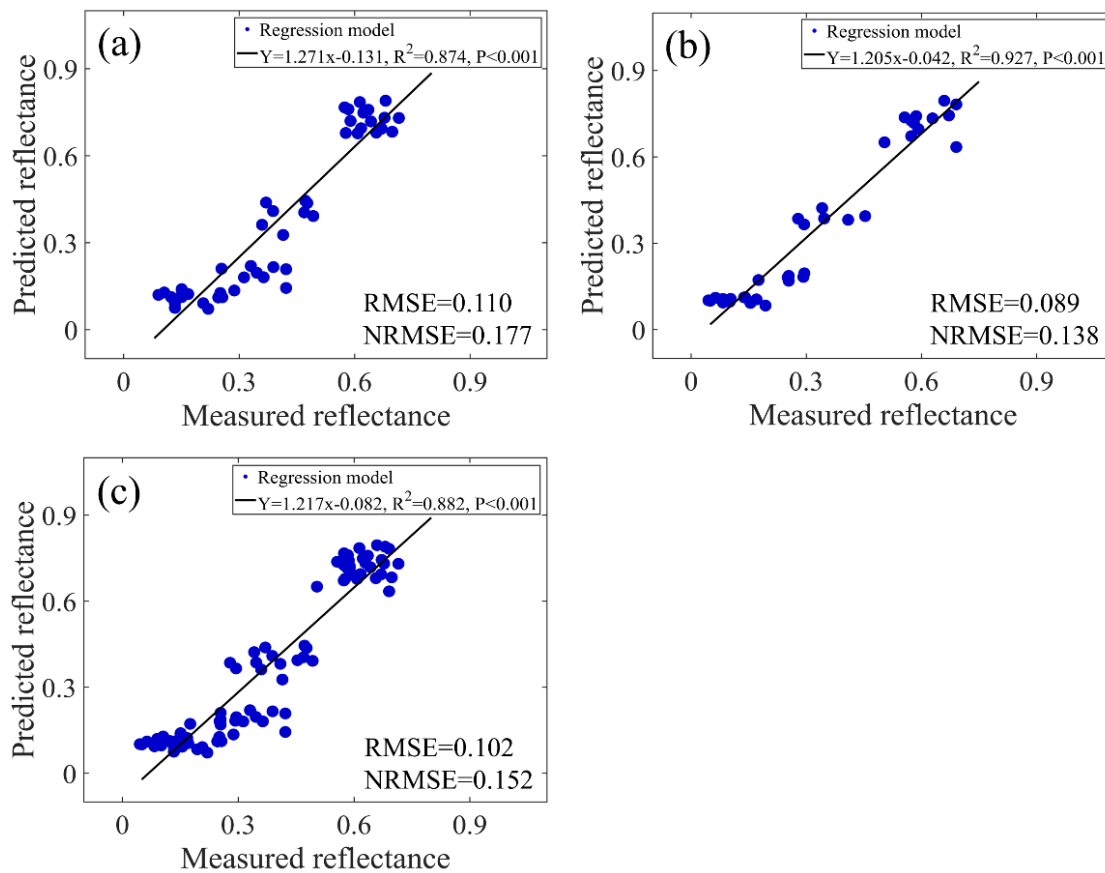 (a)
Regression model
Y=1.271x-0.131, R²=0.874, P<0.001
0.9
0.6
0.3
0
Predicted reflectance
RMSE=0.110
NRMSE=0.177
0 0.3 0.6 0.9
Measured reflectance
(b)
Regression model
Y=1.205x-0.042, R²=0.927, P<0.001
0.9
0.6
0.3
0
Predicted reflectance
RMSE=0.089
NRMSE=0.138
0 0.3 0.6 0.9
Measured reflectance
(c)
Regression model
Y=1.217x-0.082, R²=0.882, P<0.001
0.9
0.6
0.3
0
Predicted reflectance
RMSE=0.102
NRMSE=0.152
0 0.3 0.6 0.9
Measured reflectance